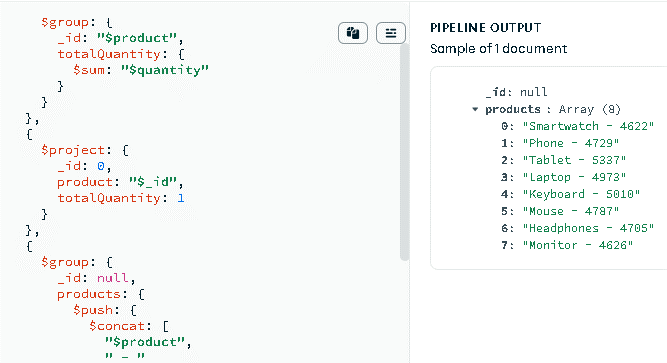 $group: {
_id: "$product",
totalQuantity: {
$sum: "$quantity"
}
}
},
{
$project: {
_id: 0,
product: "$_id",
totalQuantity: 1
}
},
{
$group: {
_id: null,
products: {
$push: {
$concat: [
"$product",
" - "
PIPELINE OUTPUT
Sample of 1 document
_id: null
products : Array (8)
0: "Smartwatch - 4622"
1: "Phone - 4729"
2: "Tablet - 5337"
3: "Laptop - 4973"
4: "Keyboard - 5010"
5: "Mouse - 4787"
6: "Headphones - 4705"
7: "Monitor - 4626"